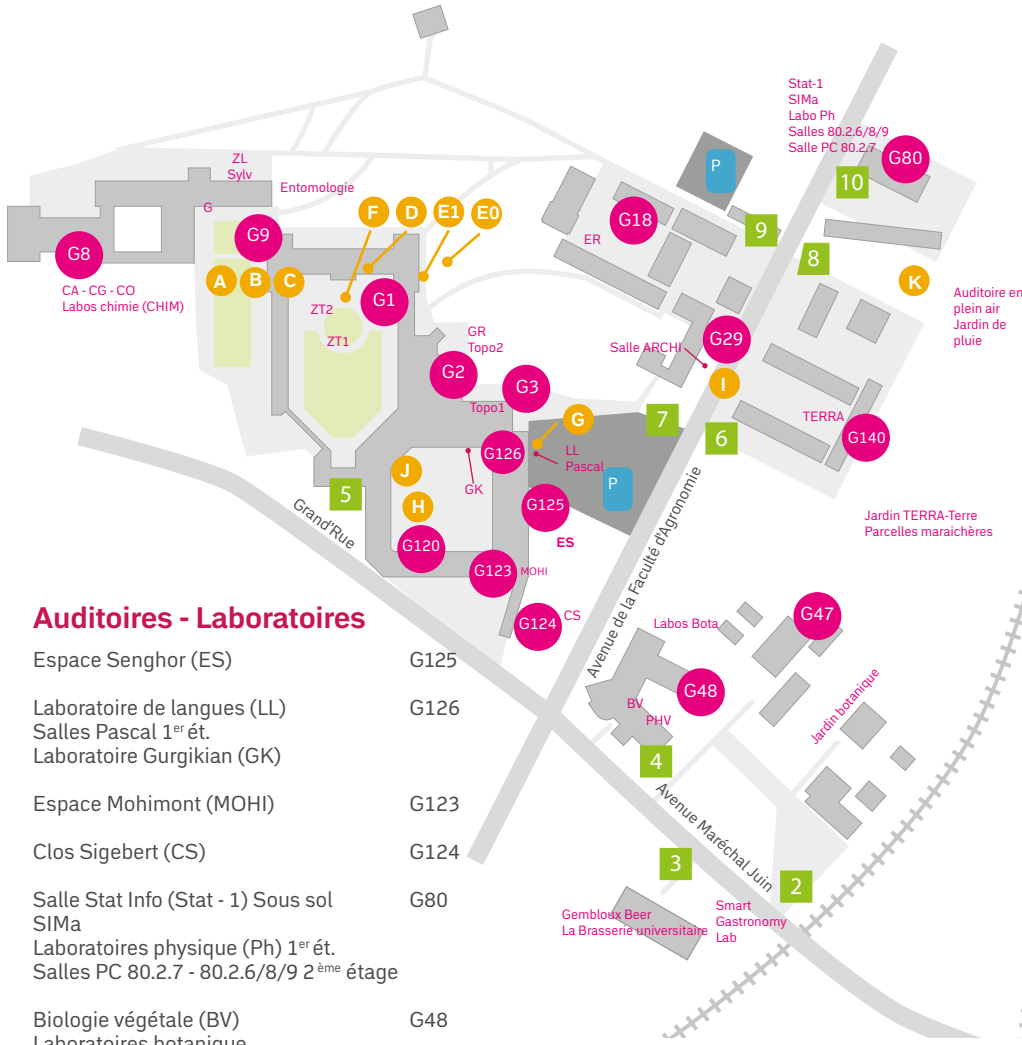 Stat-1
SIMa
Labo Ph
Salles 80.2.6/8/9
Salle PC 80.2.7
G80
P
10
ZL
Sylv
Entomologie
G
F
D
E1
E0
G18
ER
9
8
G9
G8
CA - CG - CO
Labos chimie (CHIM)
A
B
C
G1
ZT2
ZT1
K
Auditoire en
plein air
Jardin de
pluie
GR
Topo2
Salle ARCHI
G29
G2
G3
I
Topo1
G
7
6
TERRA
G140
G126
LL
Pascal
J
GK
P
5
H
G125
ES
Grand'Rue
G120
G123
MOHI
G124
CS
Jardin TERRA-Terre
Parcelles maraichères
Avenue de la Faculté d'Agronomie
Labos Bota
G47
G48
BV
PHV
Jardin botanique
4
Avenue Maréchal Juin
3
2
Gembloux Beer
La Brasserie universitaire
Smart
Gastronomy
Lab
Auditoires - Laboratoires
Espace Senghor (ES) G125
Laboratoire de langues (LL) G126
Salles Pascal 1er ét.
Laboratoire Gurgikian (GK)
Espace Mohimont (MOHI) G123
Clos Sigebert (CS) G124
Salle Stat Info (Stat - 1) Sous sol G80
SIMa
Laboratoires physique (Ph) 1er ét.
Salles PC 80.2.7 - 80.2.6/8/9 2ème étage
Biologie végétale (BV) G48
Laboratoires botanique